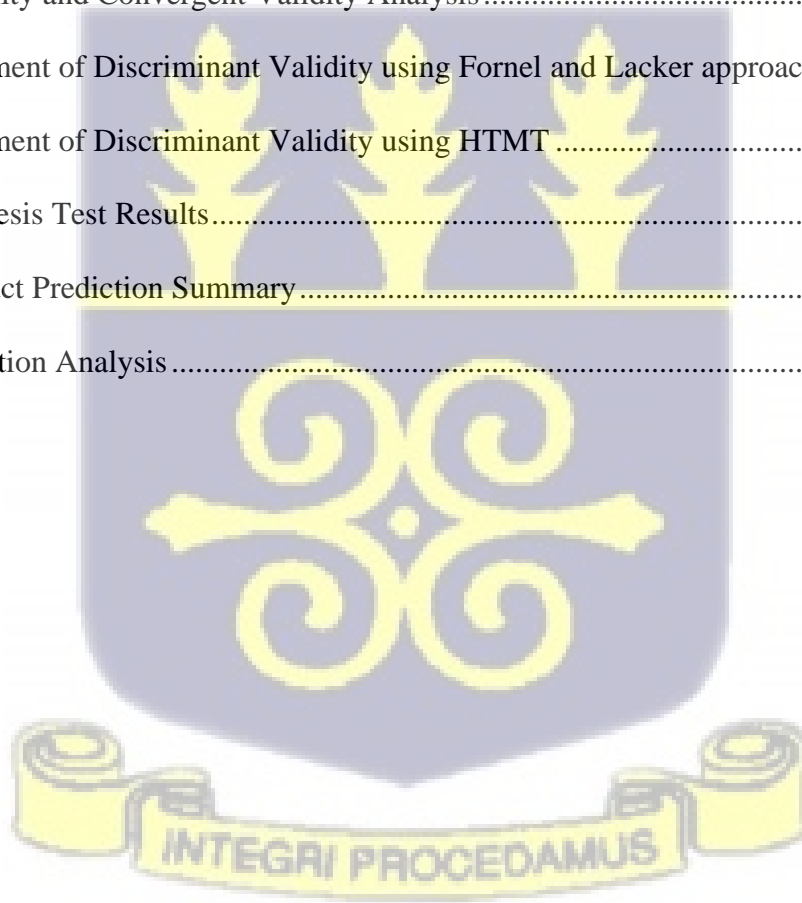 ity and Convergent Validity Analysis
ment of Discriminant Validity using Fornel and Lacker approac
ment of Discriminant Validity using HTMT
esis Test Results
ct Prediction Summary
tion Analysis
INTEGRI PROCEDAMUS